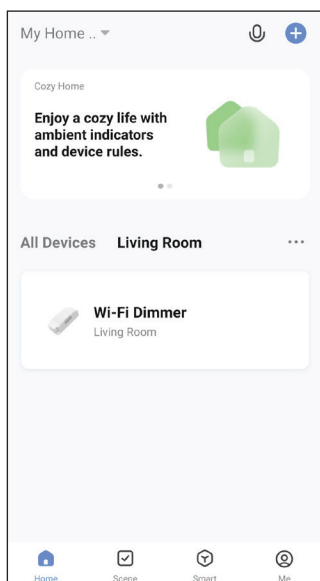 My Home ..
Cozy Home
Enjoy a cozy life with
ambient indicators
and device rules.
All Devices Living Room
Wi-Fi Dimmer
Living Room
Home Scene Smart Me